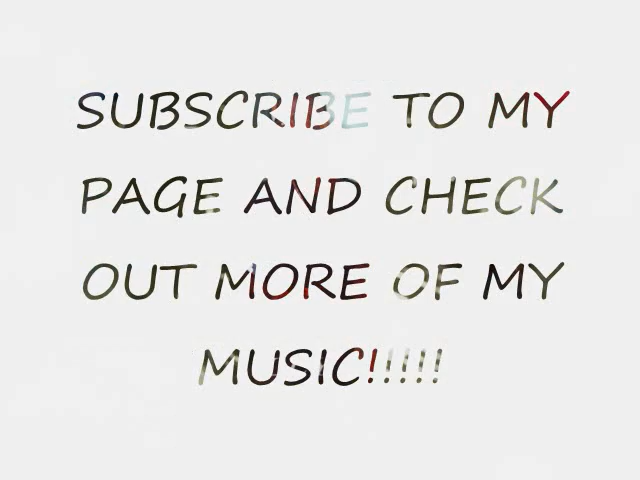 SUBSCRIBE TO MY
PAGE AND CHECK
OUT MORE OF MY
MUSIC!!!!!